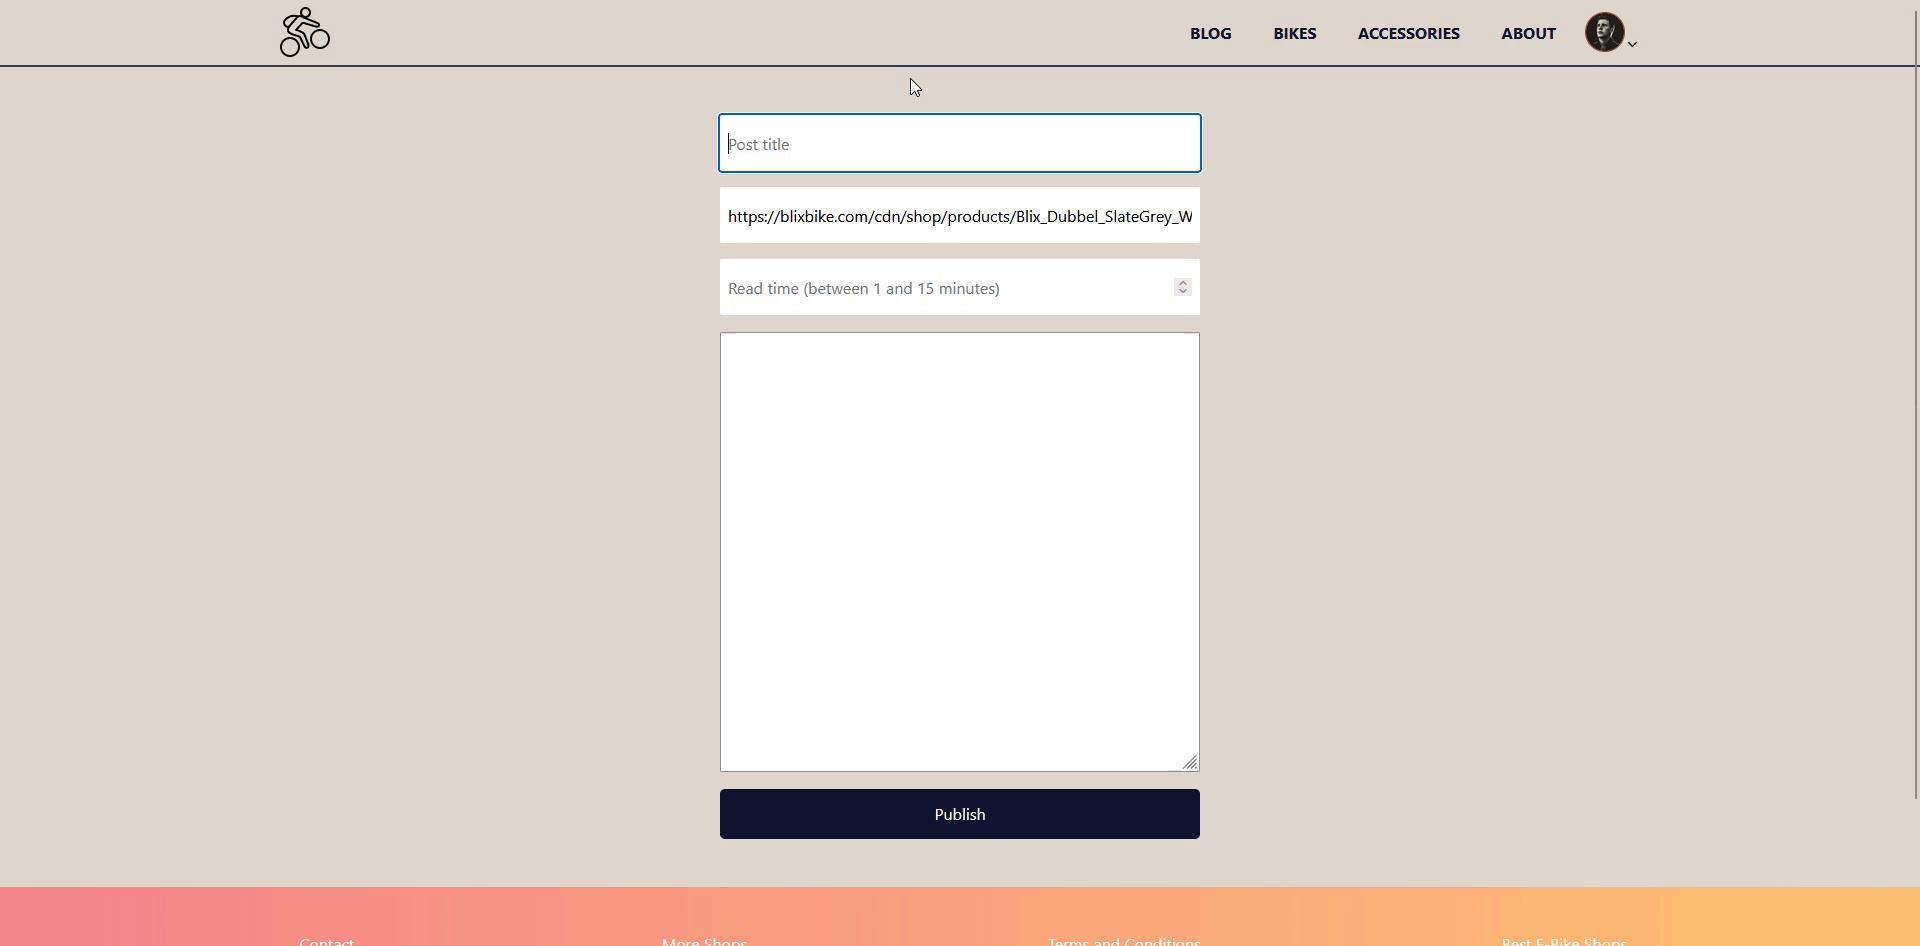 BLOG BIKES ACCESSORIES ABOUT
Post title
https://blixbike.com/cdn/shop/products/Blix_Dubbel_SlateGrey_W
Read time (between 1 and 15 minutes)
Publish
Contact More Shops Terms and Conditions Best E-Bike Shops